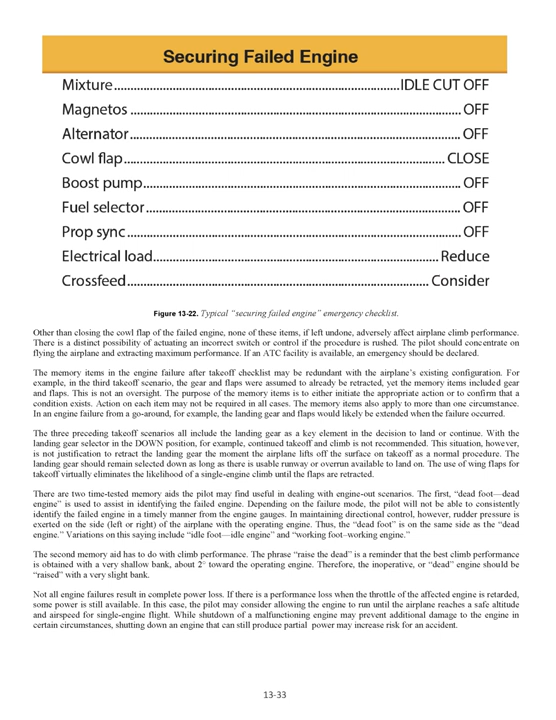 Securing Failed Engine
Mixture....................................................................................IDLE CUT OFF
Magnetos .................................................................................................. OFF
Alternator.................................................................................................. OFF
Cowl flap............................................................................................... CLOSE
Boost pump.............................................................................................. OFF
Fuel selector ............................................................................................. OFF
Prop sync ................................................................................................... OFF
Electrical load..................................................................................... Reduce
Crossfeed......................................................................................... Consider
Figure 13-22. Typical “securing failed engine” emergency checklist.
Other than closing the cowl flap of the failed engine, none of these items, if left undone, adversely affect airplane climb performance.
There is a distinct possibility of actuating an incorrect switch or control if the procedure is rushed. The pilot should concentrate on
flying the airplane and extracting maximum performance. If an ATC facility is available, an emergency should be declared.
The memory items in the engine failure after takeoff checklist may be redundant with the airplane’s existing configuration. For
example, in the third takeoff scenario, the gear and flaps were assumed to already be retracted, yet the memory items included gear
and flaps. This is not an oversight. The purpose of the memory items is to either initiate the appropriate action or to confirm that a
condition exists. Action on each item may not be required in all cases. The memory items also apply to more than one circumstance.
In an engine failure from a go-around, for example, the landing gear and flaps would likely be extended when the failure occurred.
The three preceding takeoff scenarios all include the landing gear as a key element in the decision to land or continue. With the
landing gear selector in the DOWN position, for example, continued takeoff and climb is not recommended. This situation, however,
is not justification to retract the landing gear the moment the airplane lifts off the surface on takeoff as a normal procedure. The
landing gear should remain selected down as long as there is usable runway or overrun available to land on. The use of wing flaps for
takeoff virtually eliminates the likelihood of a single-engine climb until the flaps are retracted.
There are two time-tested memory aids the pilot may find useful in dealing with engine-out scenarios. The first, “dead foot—dead
engine” is used to assist in identifying the failed engine. Depending on the failure mode, the pilot will not be able to consistently
identify the failed engine in a timely manner from the engine gauges. In maintaining directional control, however, rudder pressure is
exerted on the side (left or right) of the airplane with the operating engine. Thus, the “dead foot” is on the same side as the “dead
engine.” Variations on this saying include “idle foot—idle engine” and “working foot–working engine.”
The second memory aid has to do with climb performance. The phrase “raise the dead” is a reminder that the best climb performance
is obtained with a very shallow bank, about 2° toward the operating engine. Therefore, the inoperative, or “dead” engine should be
“raised” with a very slight bank.
Not all engine failures result in complete power loss. If there is a performance loss when the throttle of the affected engine is retarded,
some power is still available. In this case, the pilot may consider allowing the engine to run until the airplane reaches a safe altitude
and airspeed for single-engine flight. While shutdown of a malfunctioning engine may prevent additional damage to the engine in
certain circumstances, shutting down an engine that can still produce partial power may increase risk for an accident.
13-33